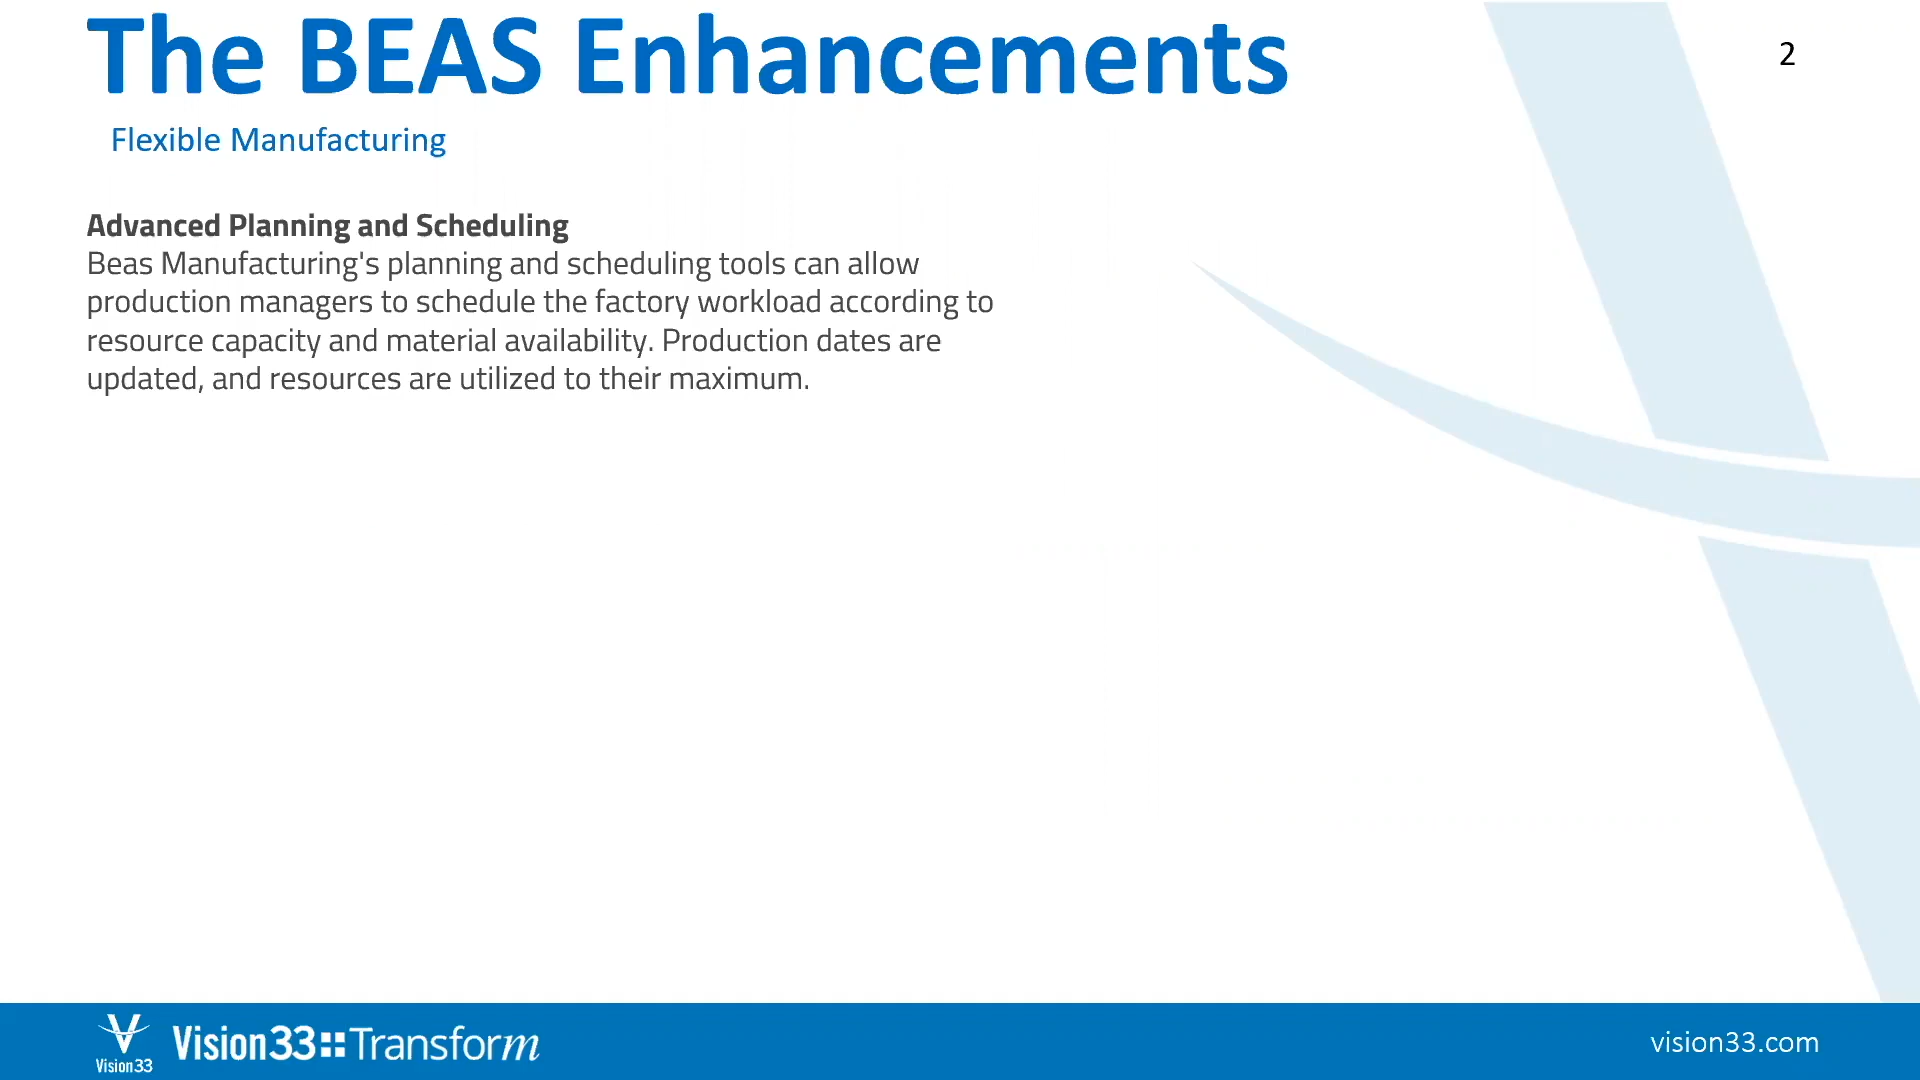 The BEAS Enhancements
2
Flexible Manufacturing
Advanced Planning and Scheduling
Beas Manufacturing's planning and scheduling tools can allow
production managers to schedule the factory workload according to
resource capacity and material availability. Production dates are
updated, and resources are utilized to their maximum.
Vision33
Vision33::Transform
vision33.com